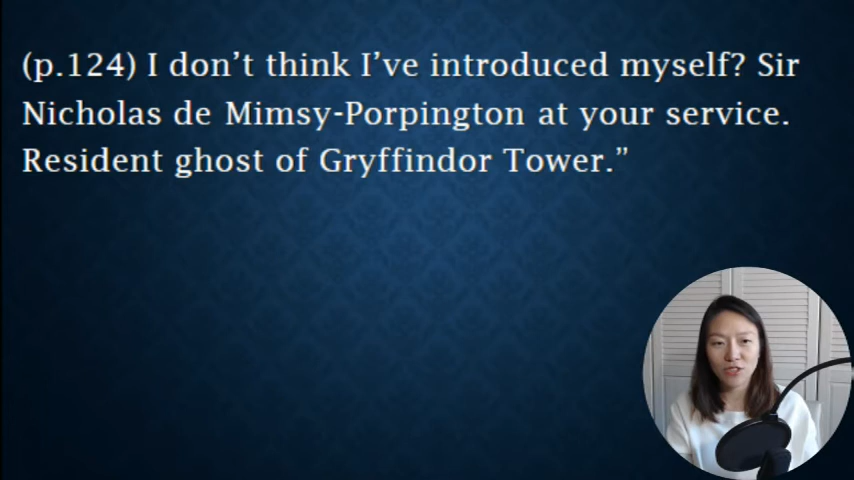 (p.124) I don’t think I’ve introduced myself? Sir
Nicholas de Mimsy-Porpington at your service.
Resident ghost of Gryffindor Tower.”